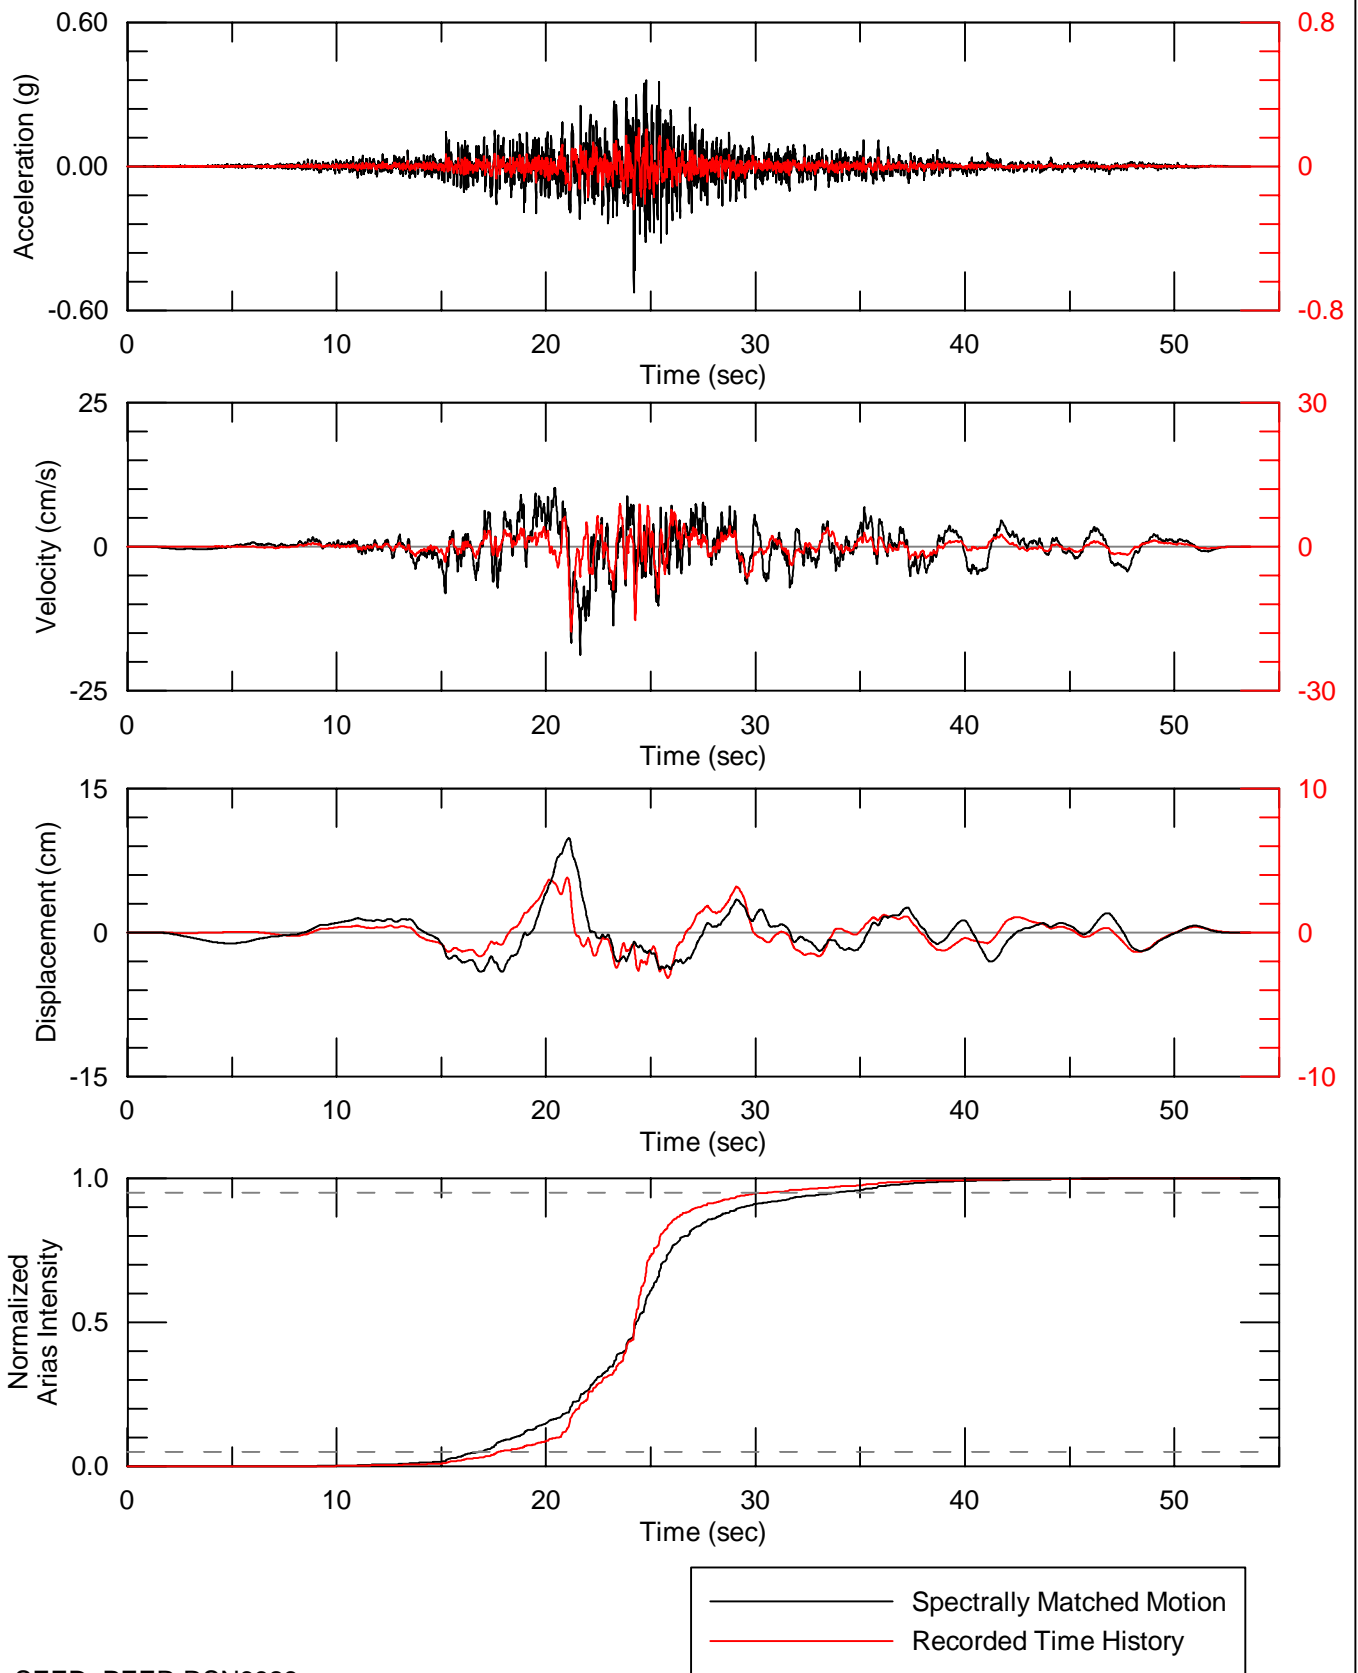 0.60
0.8
Acceleration (g)
0.00
0
-0.60
-0.8
0 10 20 30 40 50
Time (sec)
25
30
Velocity (cm/s)
0
0
-25
-30
0 10 20 30 40 50
Time (sec)
15
10
Displacement (cm)
0
0
-15
-10
0 10 20 30 40 50
Time (sec)
1.0
Normalized
Arias Intensity
0.5
0.0
0 10 20 30 40 50
Time (sec)
Spectrally Matched Motion
Recorded Time History